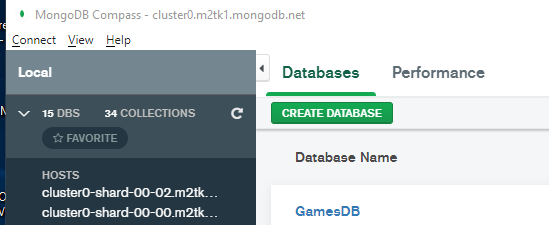 MongoDB Compass - cluster0.m2tk1.mongodb.net
Connect View Help
Local
Databases Performance
15 DBS 34 COLLECTIONS
CREATE DATABASE
FAVORITE
Database Name
HOSTS
cluster0-shard-00-02.m2tk...
cluster0-shard-00-00.m2tk...
GamesDB